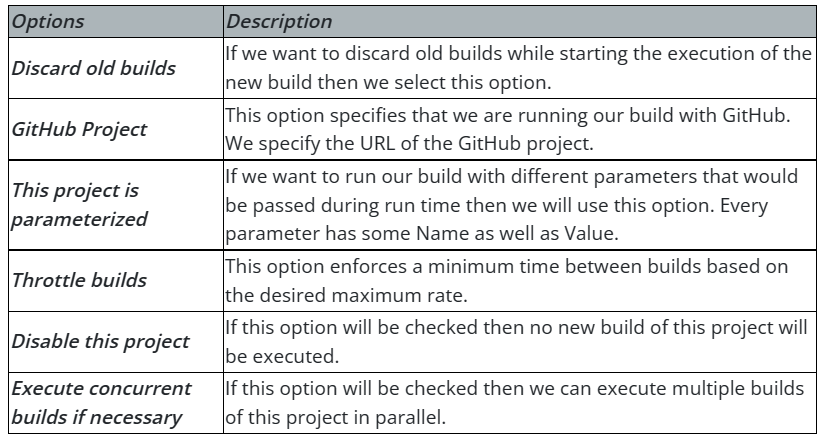 Options Description
Discard old builds
If we want to discard old builds while starting the execution of the
new build then we select this option.
GitHub Project
This option specifies that we are running our build with GitHub.
We specify the URL of the GitHub project.
This project is
parameterized
If we want to run our build with different parameters that would
be passed during run time then we will use this option. Every
parameter has some Name as well as Value.
Throttle builds
This option enforces a minimum time between builds based on
the desired maximum rate.
Disable this project
If this option will be checked then no new build of this project will
be executed.
Execute concurrent
builds if necessary
If this option will be checked then we can execute multiple builds
of this project in parallel.